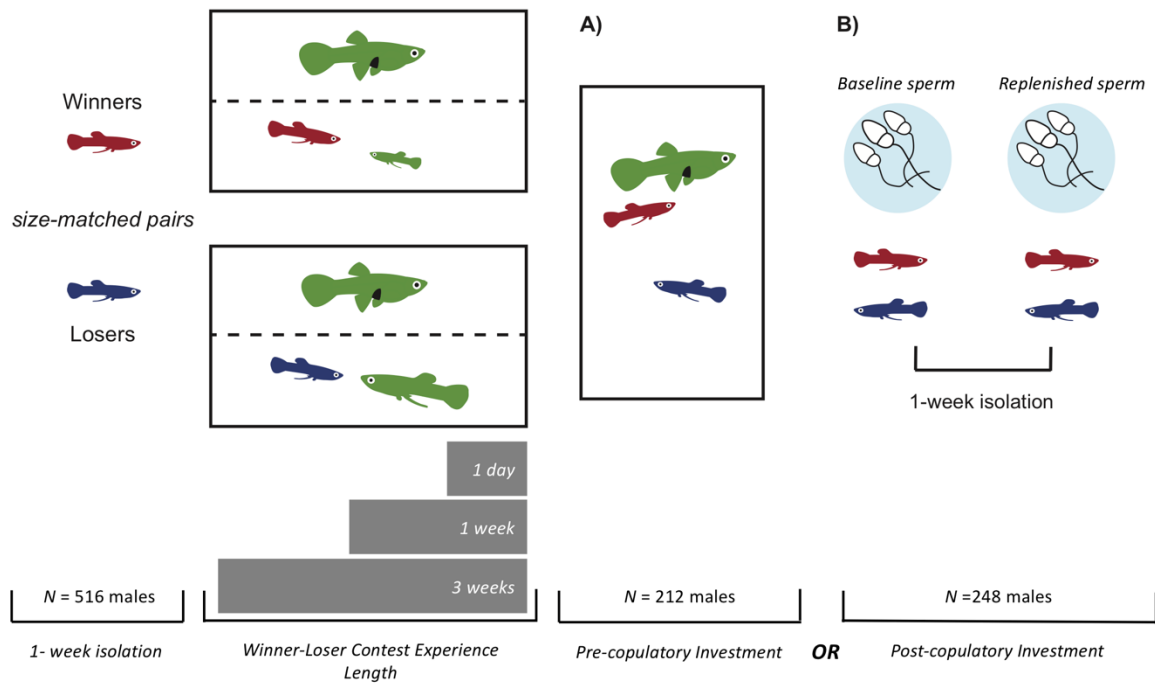 Winners
size-matched pairs
Losers
1 day
1 week
3 weeks
A)
B)
Baseline sperm
Replenished sperm
1-week isolation
N = 516 males
N = 212 males
N =248 males
1- week isolation
Winner-Loser Contest Experience
Length
Pre-copulatory Investment
OR
Post-copulatory Investment